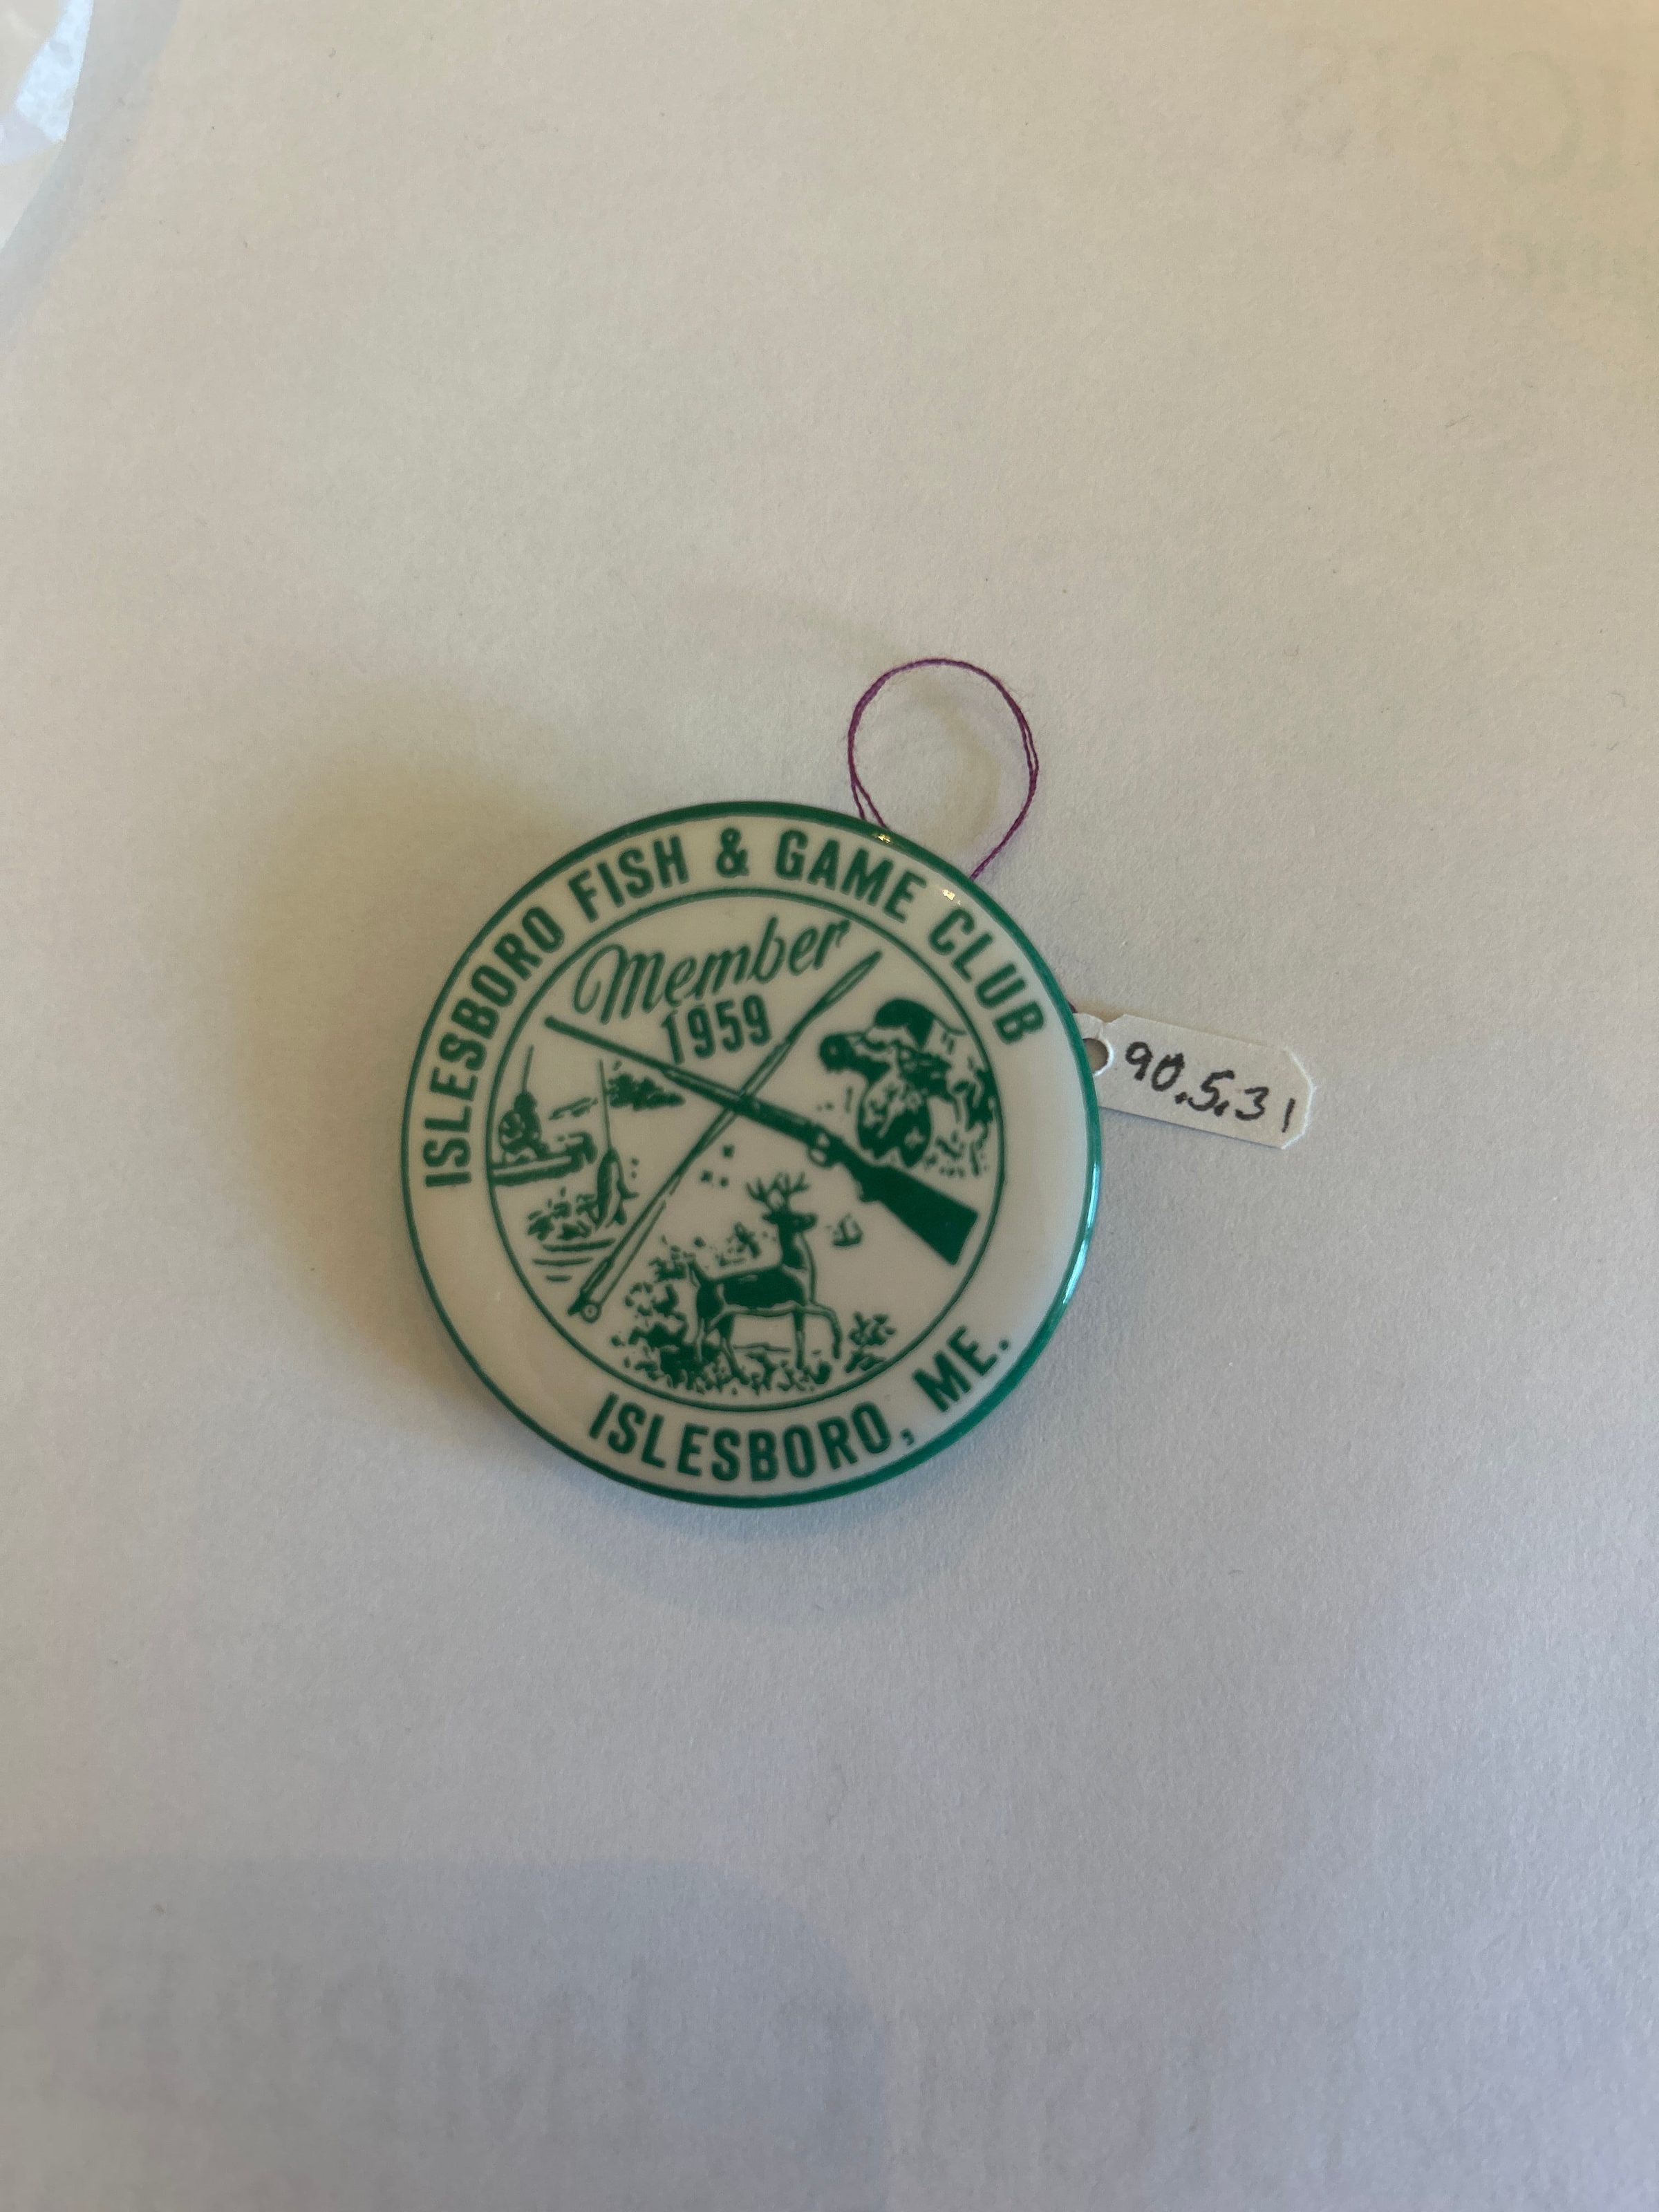 ISLESBORO FISH & GAME CLUB
Member
1959
ISLESBORO, ME.
90.5.31